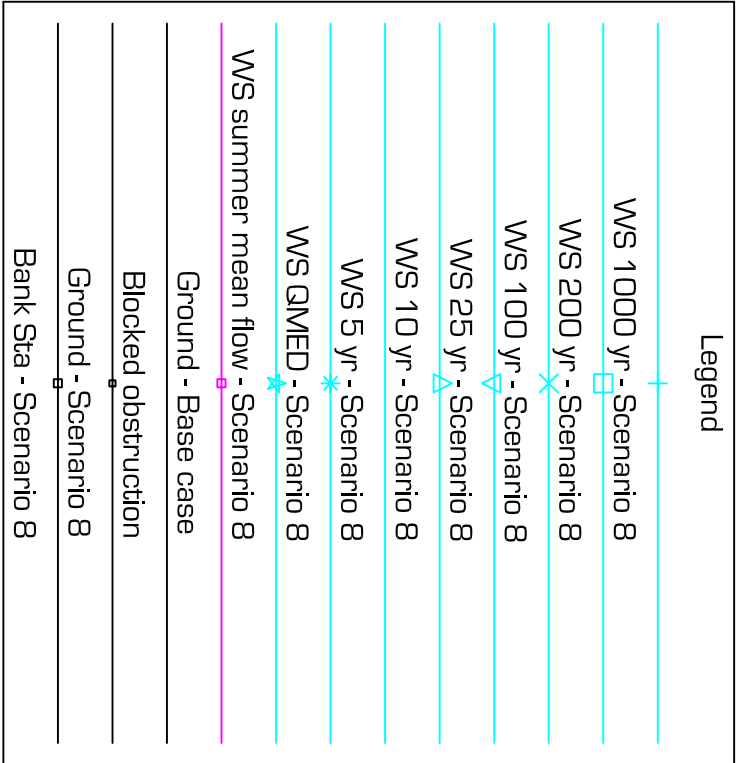 Legend
WS 1000 yr - Scenario 8
WS 200 yr - Scenario 8
WS 100 yr - Scenario 8
WS 25 yr - Scenario 8
WS 10 yr - Scenario 8
WS 5 yr - Scenario 8
WS QMED - Scenario 8
WS summer mean flow - Scenario 8
Ground - Base case
Blocked obstruction
Ground - Scenario 8
Bank Sta - Scenario 8